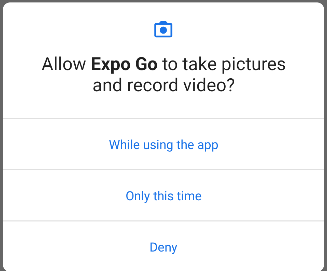 Allow Expo Go to take pictures
and record video?
While using the app
Only this time
Deny